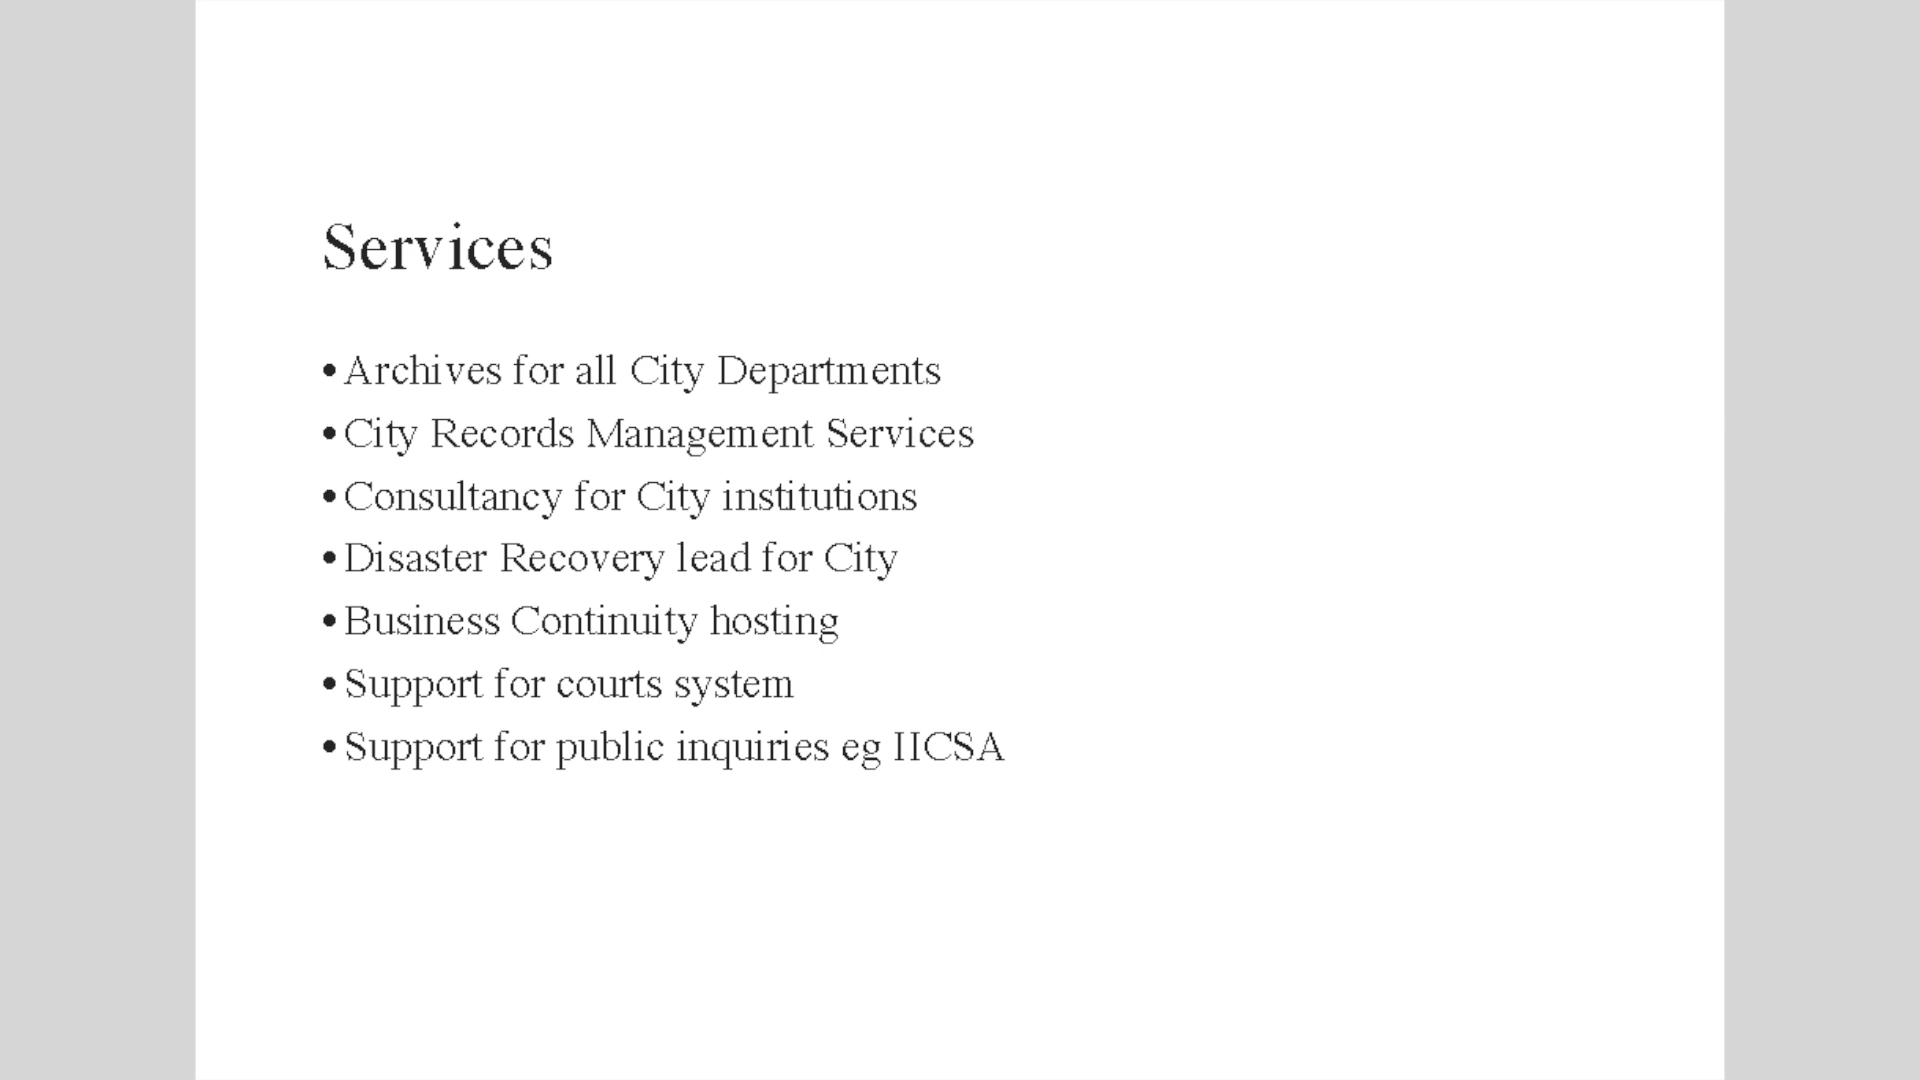 Services
• Archives for all City Departments
• City Records Management Services
• Consultancy for City institutions
• Disaster Recovery lead for City
• Business Continuity hosting
• Support for courts system
• Support for public inquiries eg IICSA